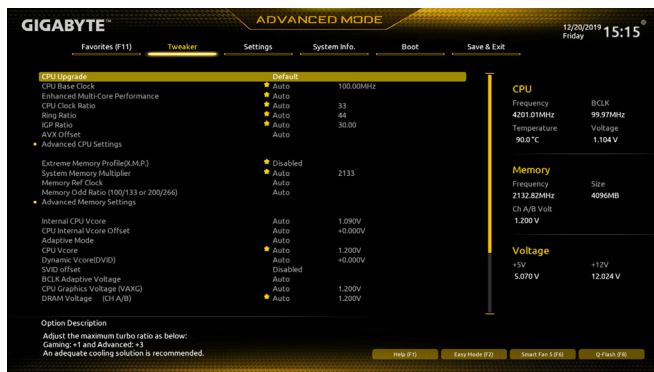 GIGABYTE™
ADVANCED MODE
12/20/2019
Friday
15:15
Favorites (F11) Tweaker Settings System Info. Boot Save & Exit
CPU Upgrade Default
CPU Base Clock Auto 100.00MHz
Enhanced Multi-Core Performance Auto
CPU Clock Ratio Auto 33
Ring Ratio Auto 44
IGP Ratio Auto 30.00
AVX Offset Auto
Advanced CPU Settings
Extreme Memory Profile(X.M.P.) Disabled
System Memory Multiplier Auto 2133
Memory Ref Clock Auto
Memory Odd Ratio (100/133 or 200/266) Auto
Advanced Memory Settings
Internal CPU Vcore Auto 1.090V
CPU Internal Vcore Offset Auto +0.000V
Adaptive Mode Auto
CPU Vcore Auto 1.200V
Dynamic Vcore(DVID) Auto +0.000V
SVID offset Disabled
BCLK Adaptive Voltage Auto
CPU Graphics Voltage (VAXG) Auto 1.200V
DRAM Voltage (CH A/B) Auto 1.200V
CPU
Frequency BCLK
4201.01MHz 99.97MHz
Temperature Voltage
90.0 °C 1.104 V
Memory
Frequency Size
2132.82MHz 4096MB
Ch A/B Volt
1.200 V
Voltage
+5V +12V
5.070 V 12.024 V
Option Description
Adjust the maximum turbo ratio as below:
Gaming: +1 and Advanced: +3
An adequate cooling solution is recommended.
Help (F1) Easy Mode (F2) Smart Fan 5 (F6) Q-Flash (F8)